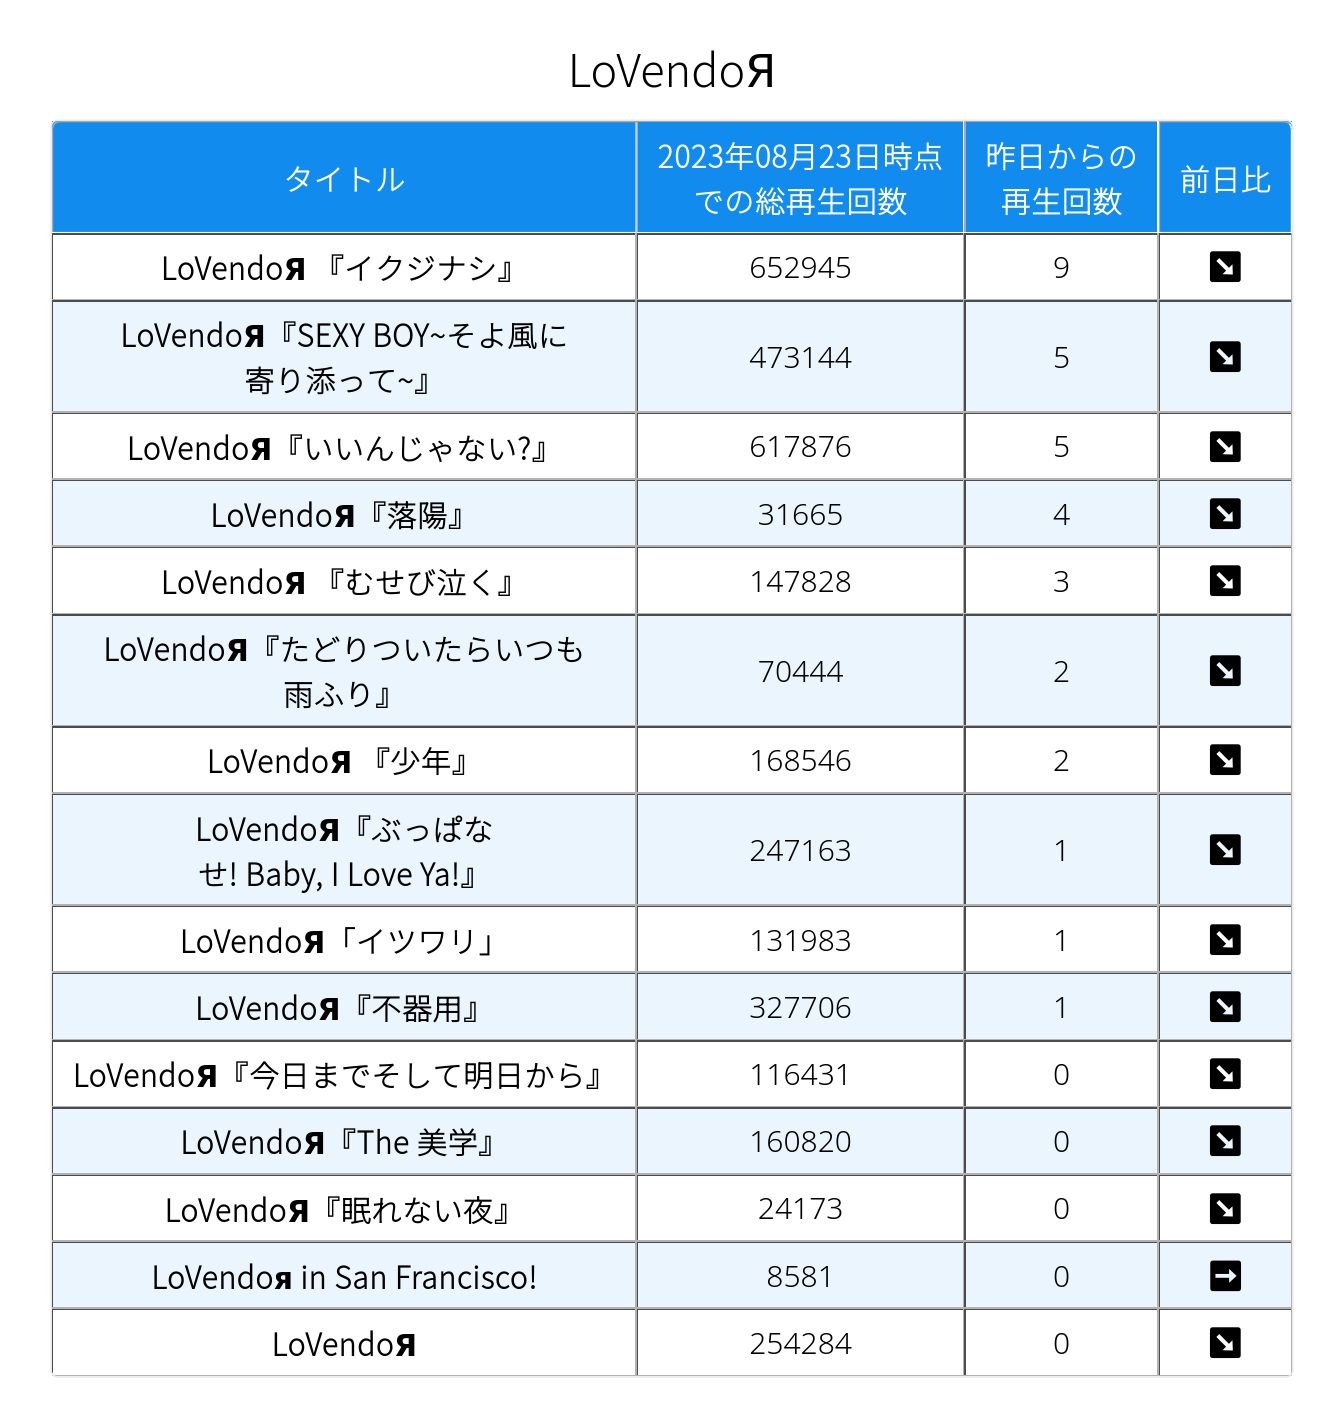 LoVendoЯ
タイトル
2023年08月23日時点
での総再生回数
昨日からの
再生回数
前日比
LoVendoЯ 『イクジナシ』
652945
9
LoVendoЯ『SEXY BOY~そよ風に
寄り添って~』
473144
5
LoVendoЯ『いいんじゃない?』
617876
5
LoVendoЯ『落陽』
31665
4
LoVendoЯ 『むせび泣く』
147828
3
LoVendoЯ『たどりついたらいつも
雨ふり』
70444
2
LoVendoЯ 『少年』
168546
2
LoVendoЯ『ぶっぱな
せ! Baby, I Love Ya!』
247163
1
LoVendoЯ「イツワリ」
131983
1
LoVendoЯ『不器用』
327706
1
LoVendoЯ『今日までそして明日から』
116431
0
LoVendoЯ『The 美学』
160820
0
LoVendoЯ『眠れない夜』
24173
0
LoVendoя in San Francisco!
8581
0
LoVendoЯ
254284
0